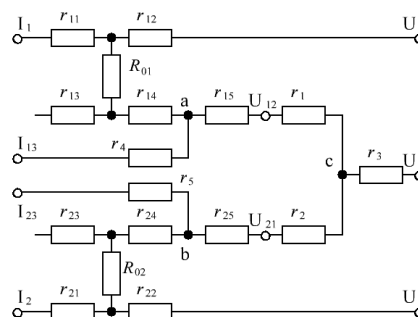 I1 r11 r12 U
R01
r13 r14 a r15 U12 r1
I13 r4 c r3 U
r5
I23 r23 r24 b r25 U21 r2
R02
I2 r21 r22 U